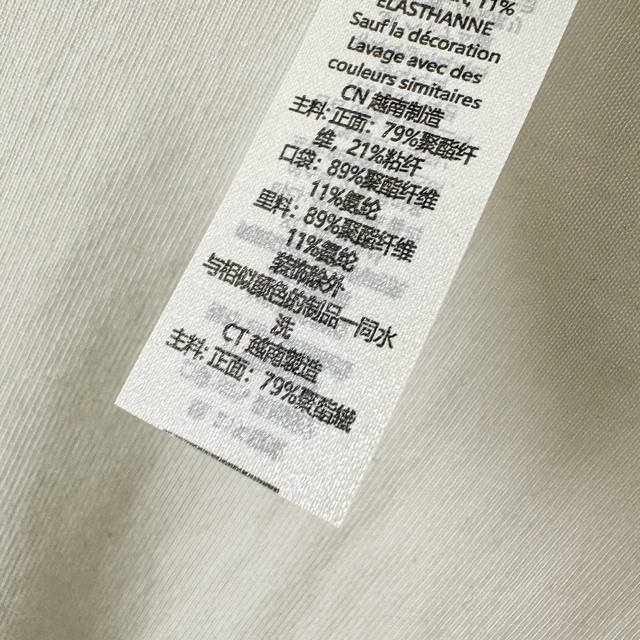 11%
ELASTHANNE
Sauf la décoration
Lavage avec des
couleurs simitaires
CN 越南制造
主料: 正面：79%聚酯纤
维，21%粘纤
口袋：89%聚酯纤维
11%氨纶
里料：89%聚酯纤维
11%氨纶
装饰除外
与相似颜色的制品一同水
洗
CT 越南製造
主料: 正面：79%聚酯纖